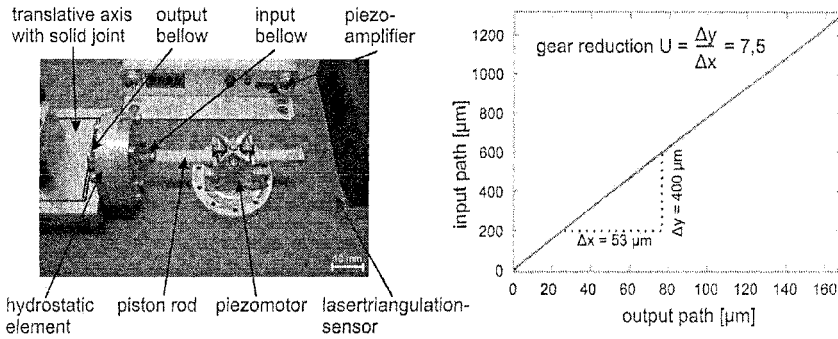 translative axis
with solid joint
output
bellow
input
bellow
piezo-
amplifier
10 mm
hydrostatic
element
piston rod
piezomotor
lasertriangulation-
sensor
gear reduction U = Δy/Δx = 7,5
input path [µm]
1200
1000
800
600
400
200
0
Δy = 400 µm
Δx = 53 µm
0 20 40 60 80 100 120 140 160
output path [µm]